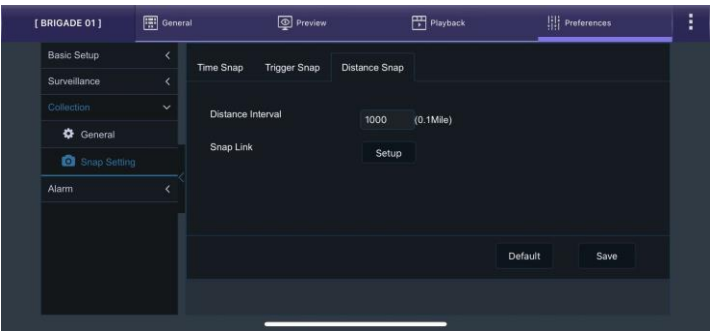 [ BRIGADE 01 ] General Preview Playback Preferences
Basic Setup
Surveillance
Collection
General
Snap Setting
Alarm
Time Snap Trigger Snap Distance Snap
Distance Interval 1000 (0.1Mile)
Snap Link Setup
Default Save